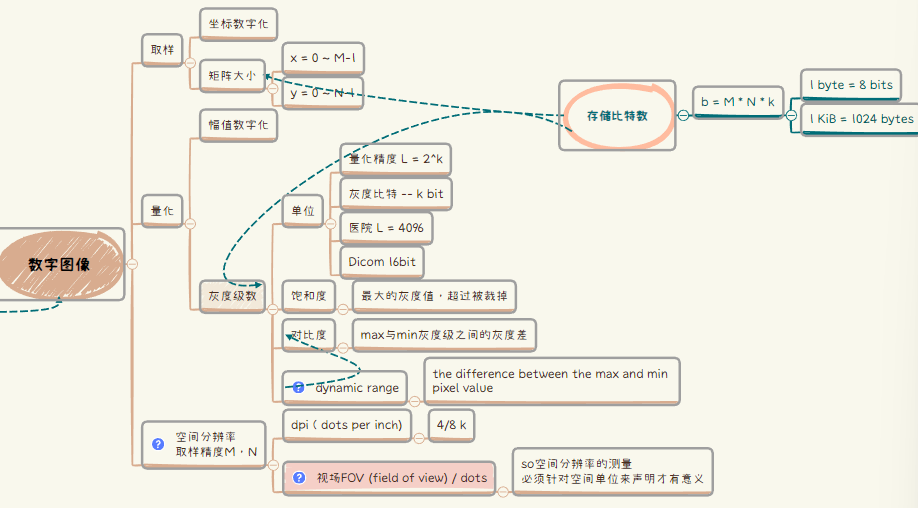 数字图像
取样
坐标数字化
矩阵大小
x = 0 ~ M-1
y = 0 ~ N-1
量化
幅值数字化
灰度级数
单位
量化精度 L = 2^k
灰度比特 -- k bit
医院 L = 4096
Dicom 16bit
饱和度
最大的灰度值，超过被裁掉
对比度
max与min灰度级之间的灰度差
dynamic range
the difference between the max and min
pixel value
空间分辨率
取样精度M，N
dpi ( dots per inch)
4/8 k
视场FOV (field of view) / dots
so空间分辨率的测量
必须针对空间单位来声明才有意义
存储比特数
b = M * N * k
1 byte = 8 bits
1 KiB = 1024 bytes